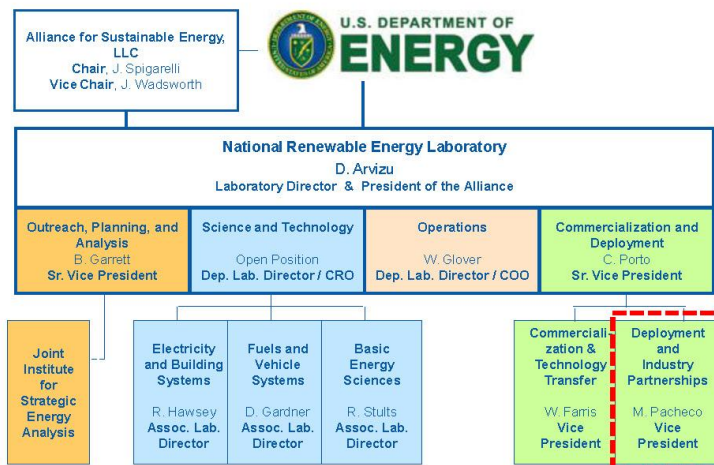 Alliance for Sustainable Energy,
LLC
Chair, J. Spigarelli
Vice Chair, J. Wadsworth
U.S. DEPARTMENT OF
ENERGY
National Renewable Energy Laboratory
D. Arvizu
Laboratory Director & President of the Alliance
Outreach, Planning, and
Analysis
B. Garrett
Sr. Vice President
Science and Technology
Open Position
Dep. Lab. Director / CRO
Operations
W. Glover
Dep. Lab. Director / COO
Commercialization and
Deployment
C. Porto
Sr. Vice President
Joint
Institute
for
Strategic
Energy
Analysis
Electricity
and Building
Systems
R. Hawsey
Assoc. Lab.
Director
Fuels and
Vehicle
Systems
D. Gardner
Assoc. Lab.
Director
Basic
Energy
Sciences
R. Stults
Assoc. Lab.
Director
Commerciali-
zation &
Technology
Transfer
W. Farris
Vice
President
Deployment
and
Industry
Partnerships
M. Pacheco
Vice
President